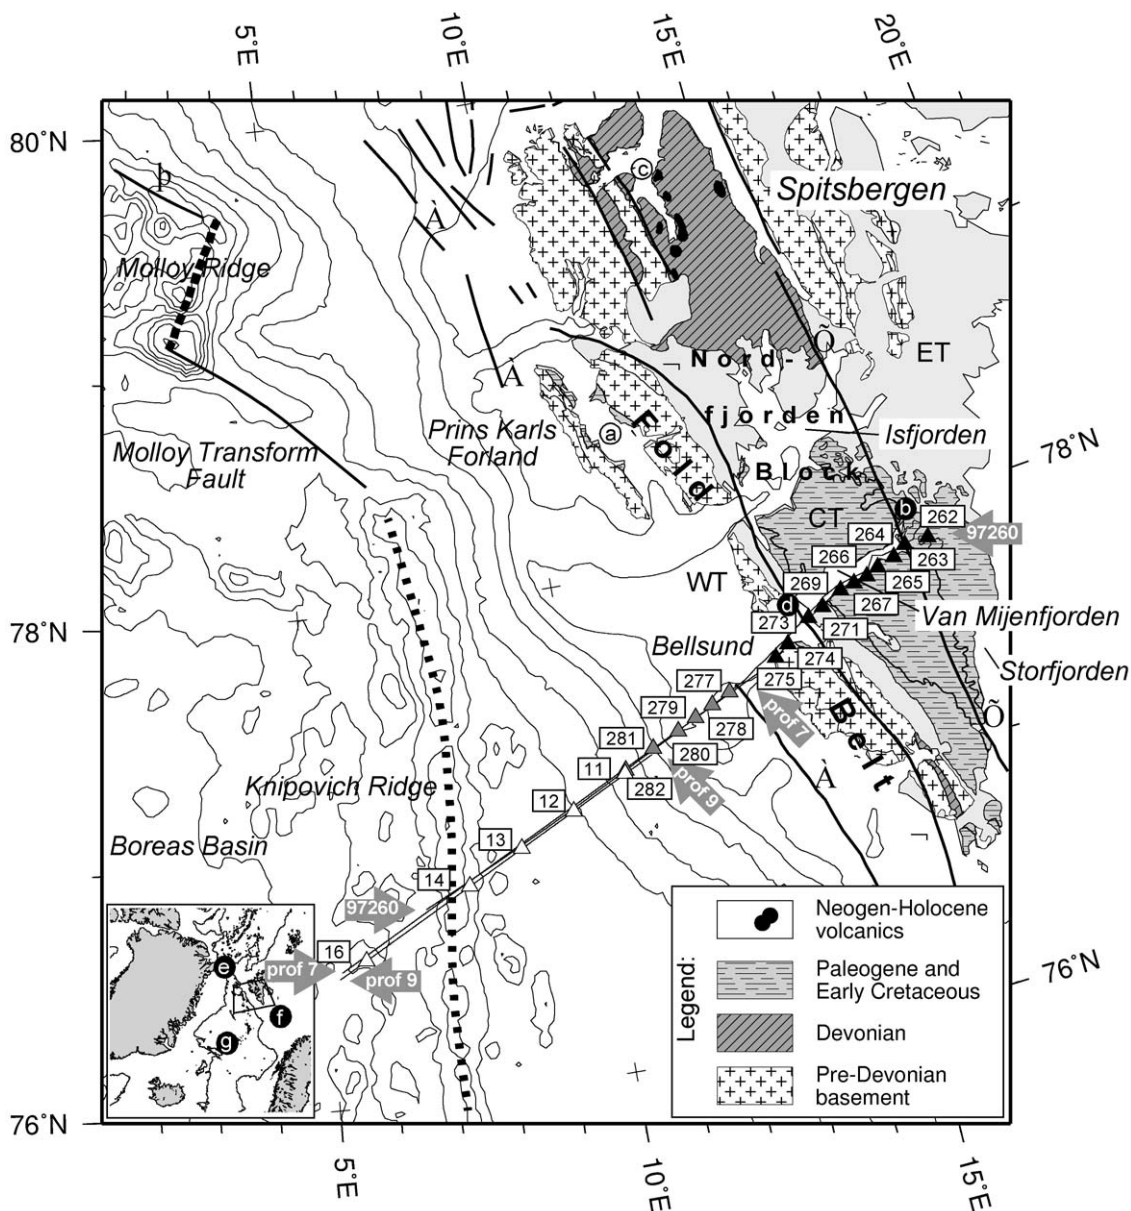 5°E
10°E
15°E
20°E
80°N
þ
À
c
Spitsbergen
Molloy Ridge
Õ
ET
Nord-
À
fjorden
Isfjorden
78°N
Prins Karls
Forland
a
Fold
Molloy Transform
Fault
Block
b
262
CT
264
97260
266
263
WT
269
265
78°N
d
267
Van Mijenfjorden
273
271
Bellsund
274
Storfjorden
277
275
279
278
prof 7
Belt
Õ
281
280
11
282
prof 9
À
Knipovich Ridge
12
13
Boreas Basin
14
97260
16
prof 7
prof 9
e
f
g
Legend:
Neogen-Holocene
volcanics
Paleogene and
Early Cretaceous
Devonian
Pre-Devonian
basement
76°N
76°N
5°E
10°E
15°E